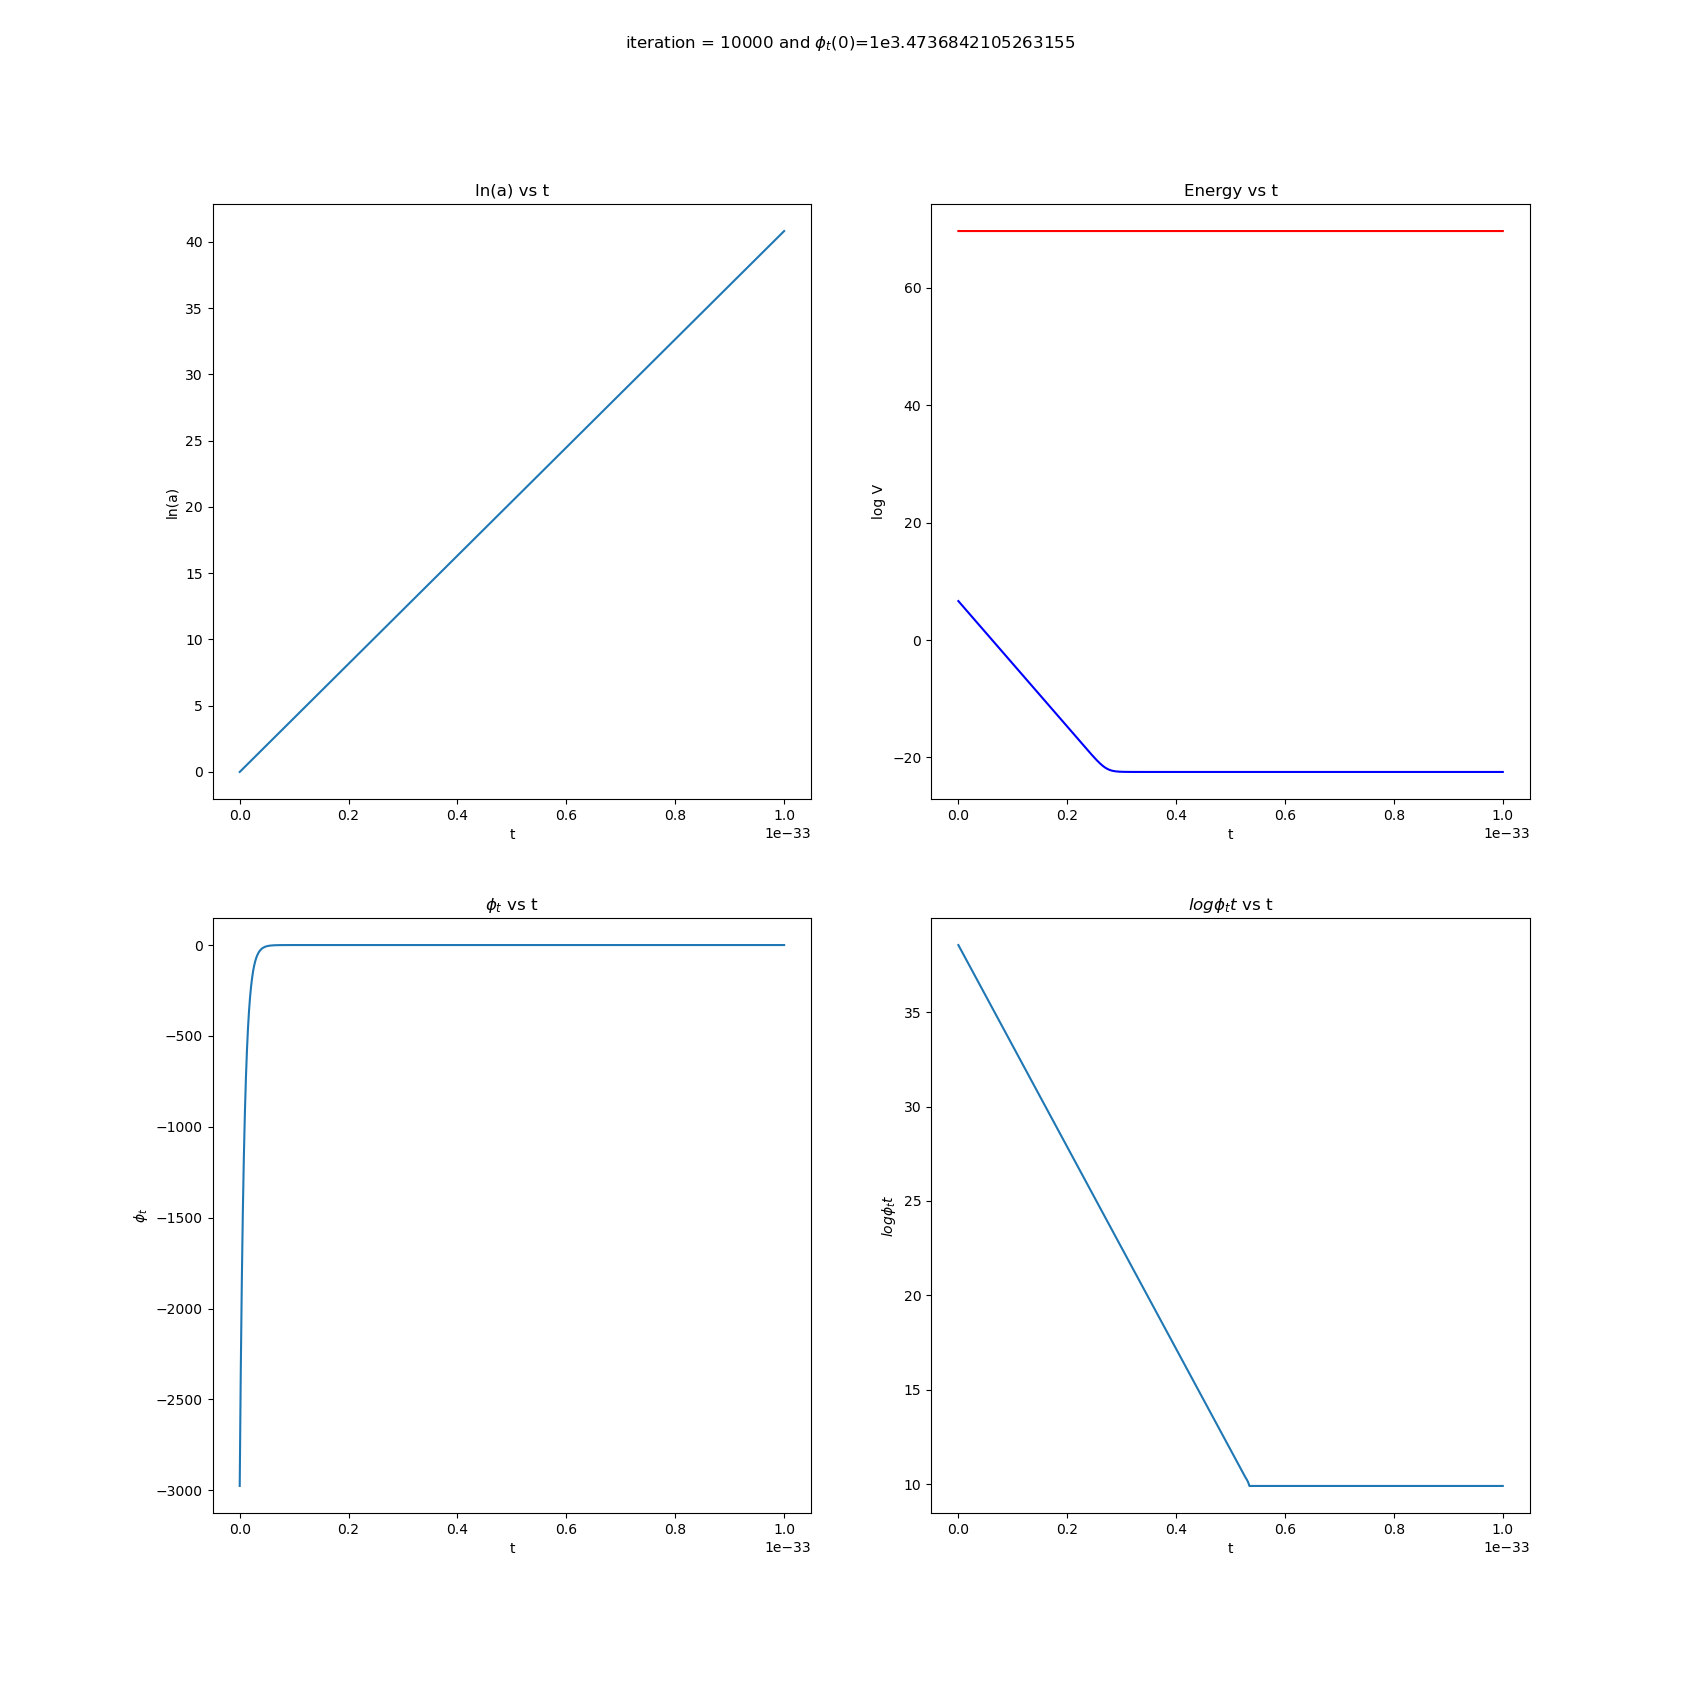 iteration = 10000 and ϕₜ(0)=1e3.4736842105263155
ln(a) vs t
ln(a)
40
35
30
25
20
15
10
5
0
0.0 0.2 0.4 0.6 0.8 1.0
t
1e−33
Energy vs t
log V
60
40
20
0
−20
0.0 0.2 0.4 0.6 0.8 1.0
t
1e−33
ϕₜ vs t
ϕₜ
0
−500
−1000
−1500
−2000
−2500
−3000
0.0 0.2 0.4 0.6 0.8 1.0
t
1e−33
logϕₜt vs t
logϕₜt
35
30
25
20
15
10
0.0 0.2 0.4 0.6 0.8 1.0
t
1e−33